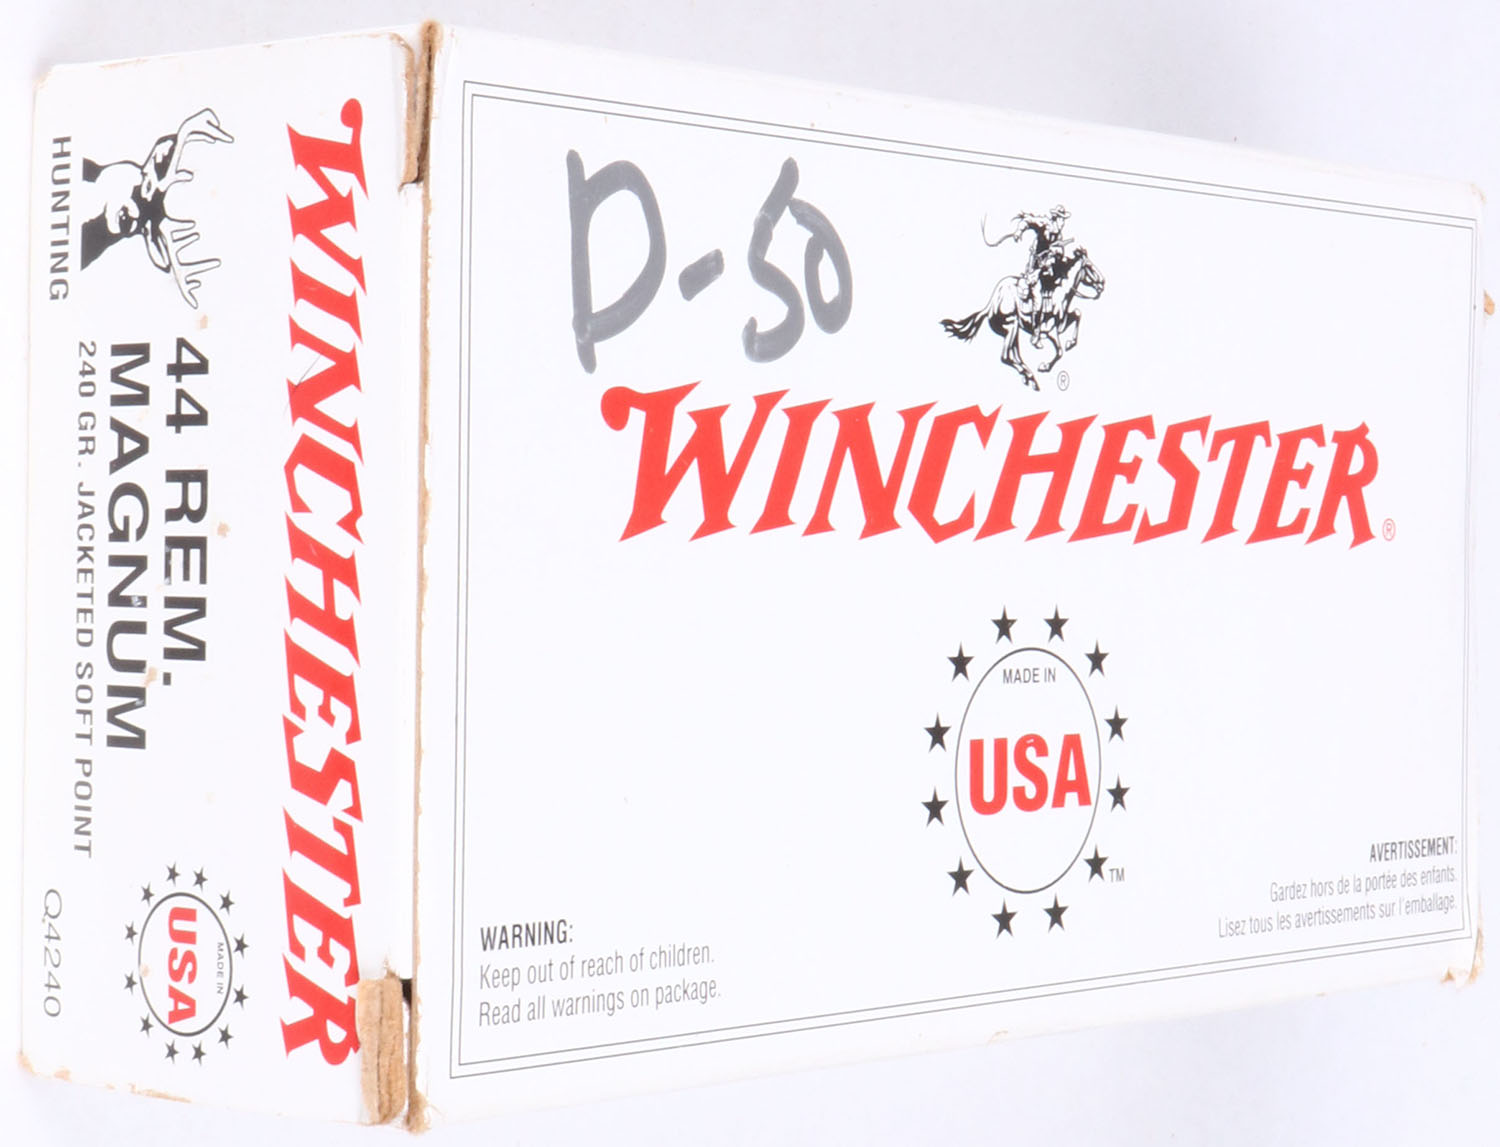 WINCHESTER
HUNTING
44 REM.
MAGNUM
240 GR. JACKETED SOFT POINT
MADE IN
USA
Q4240
D-50
®
WINCHESTER®
MADE IN
USA
TM
WARNING:
Keep out of reach of children.
Read all warnings on package.
AVERTISSEMENT:
Gardez hors de la portée des enfants.
Lisez tous les avertissements sur l'emballage.